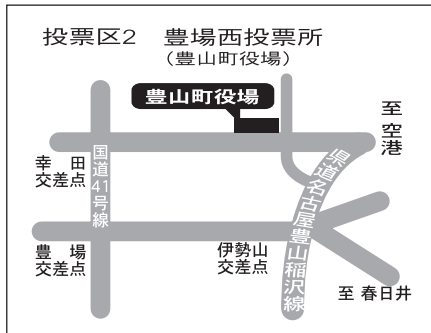 投票区2　豊場西投票所
（豊山町役場）
豊山町役場
至 空港
幸田
交差点
国道41号線
県道名古屋豊山稲沢線
豊場
交差点
伊勢山
交差点
至 春日井